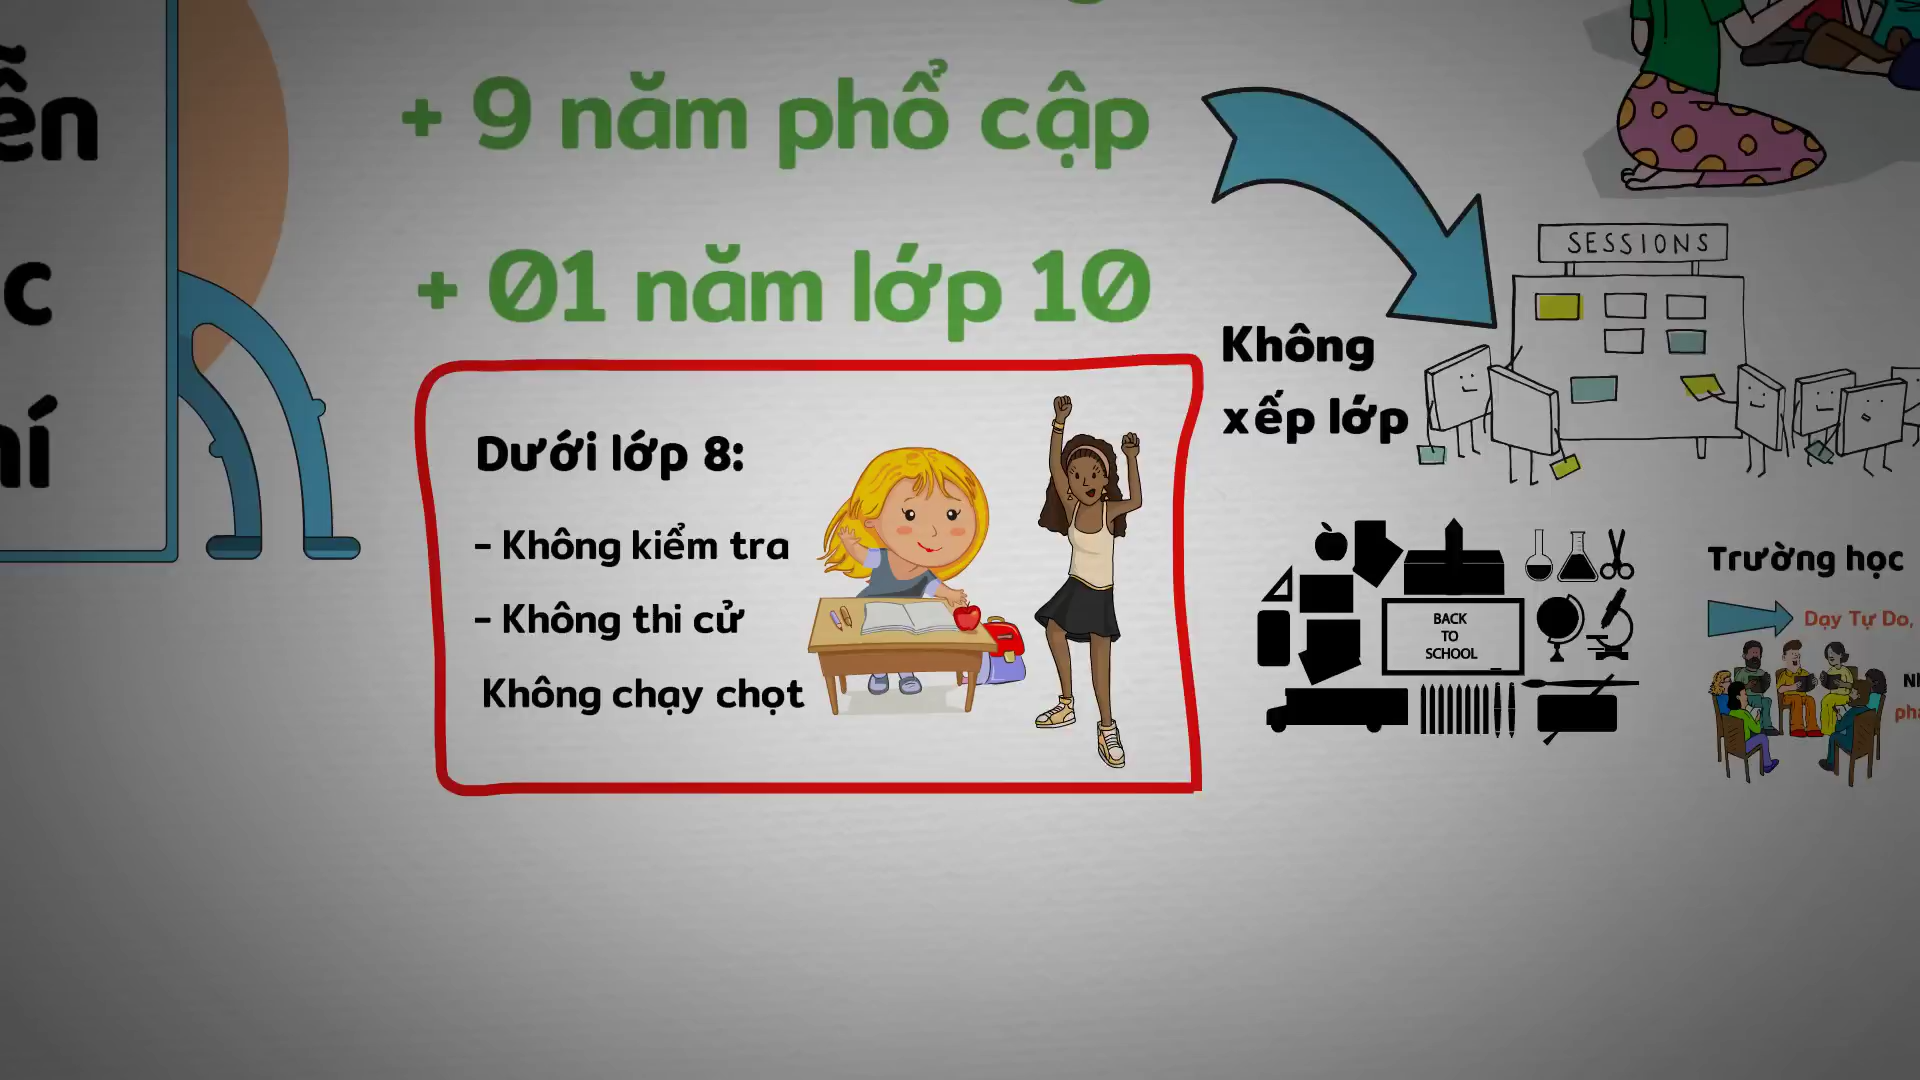 + 9 năm phổ cập
+ 01 năm lớp 10
Không
xếp lớp
SESSIONS
Dưới lớp 8:
- Không kiểm tra
- Không thi cử
Không chạy chọt
BACK
TO
SCHOOL
Trường học
Dạy Tự Do,